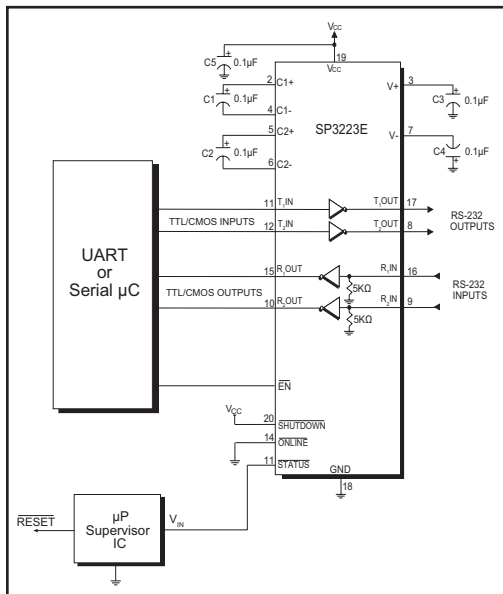 VCC
C5
0.1µF
19
VCC
2
C1+
C1
0.1µF
4
C1-
5
C2+
C2
0.1µF
6
C2-
SP3223E
V+
3
C3
0.1µF
V-
7
C4
0.1µF
UART
or
Serial µC
TTL/CMOS INPUTS
11
T1IN
T1OUT
17
12
T2IN
T2OUT
8
RS-232
OUTPUTS
TTL/CMOS OUTPUTS
15
R1OUT
R1IN
16
5KΩ
10
R2OUT
R2IN
9
5KΩ
RS-232
INPUTS
EN
VCC
20
SHUTDOWN
14
ONLINE
11
STATUS
GND
18
RESET
µP
Supervisor
IC
VIN